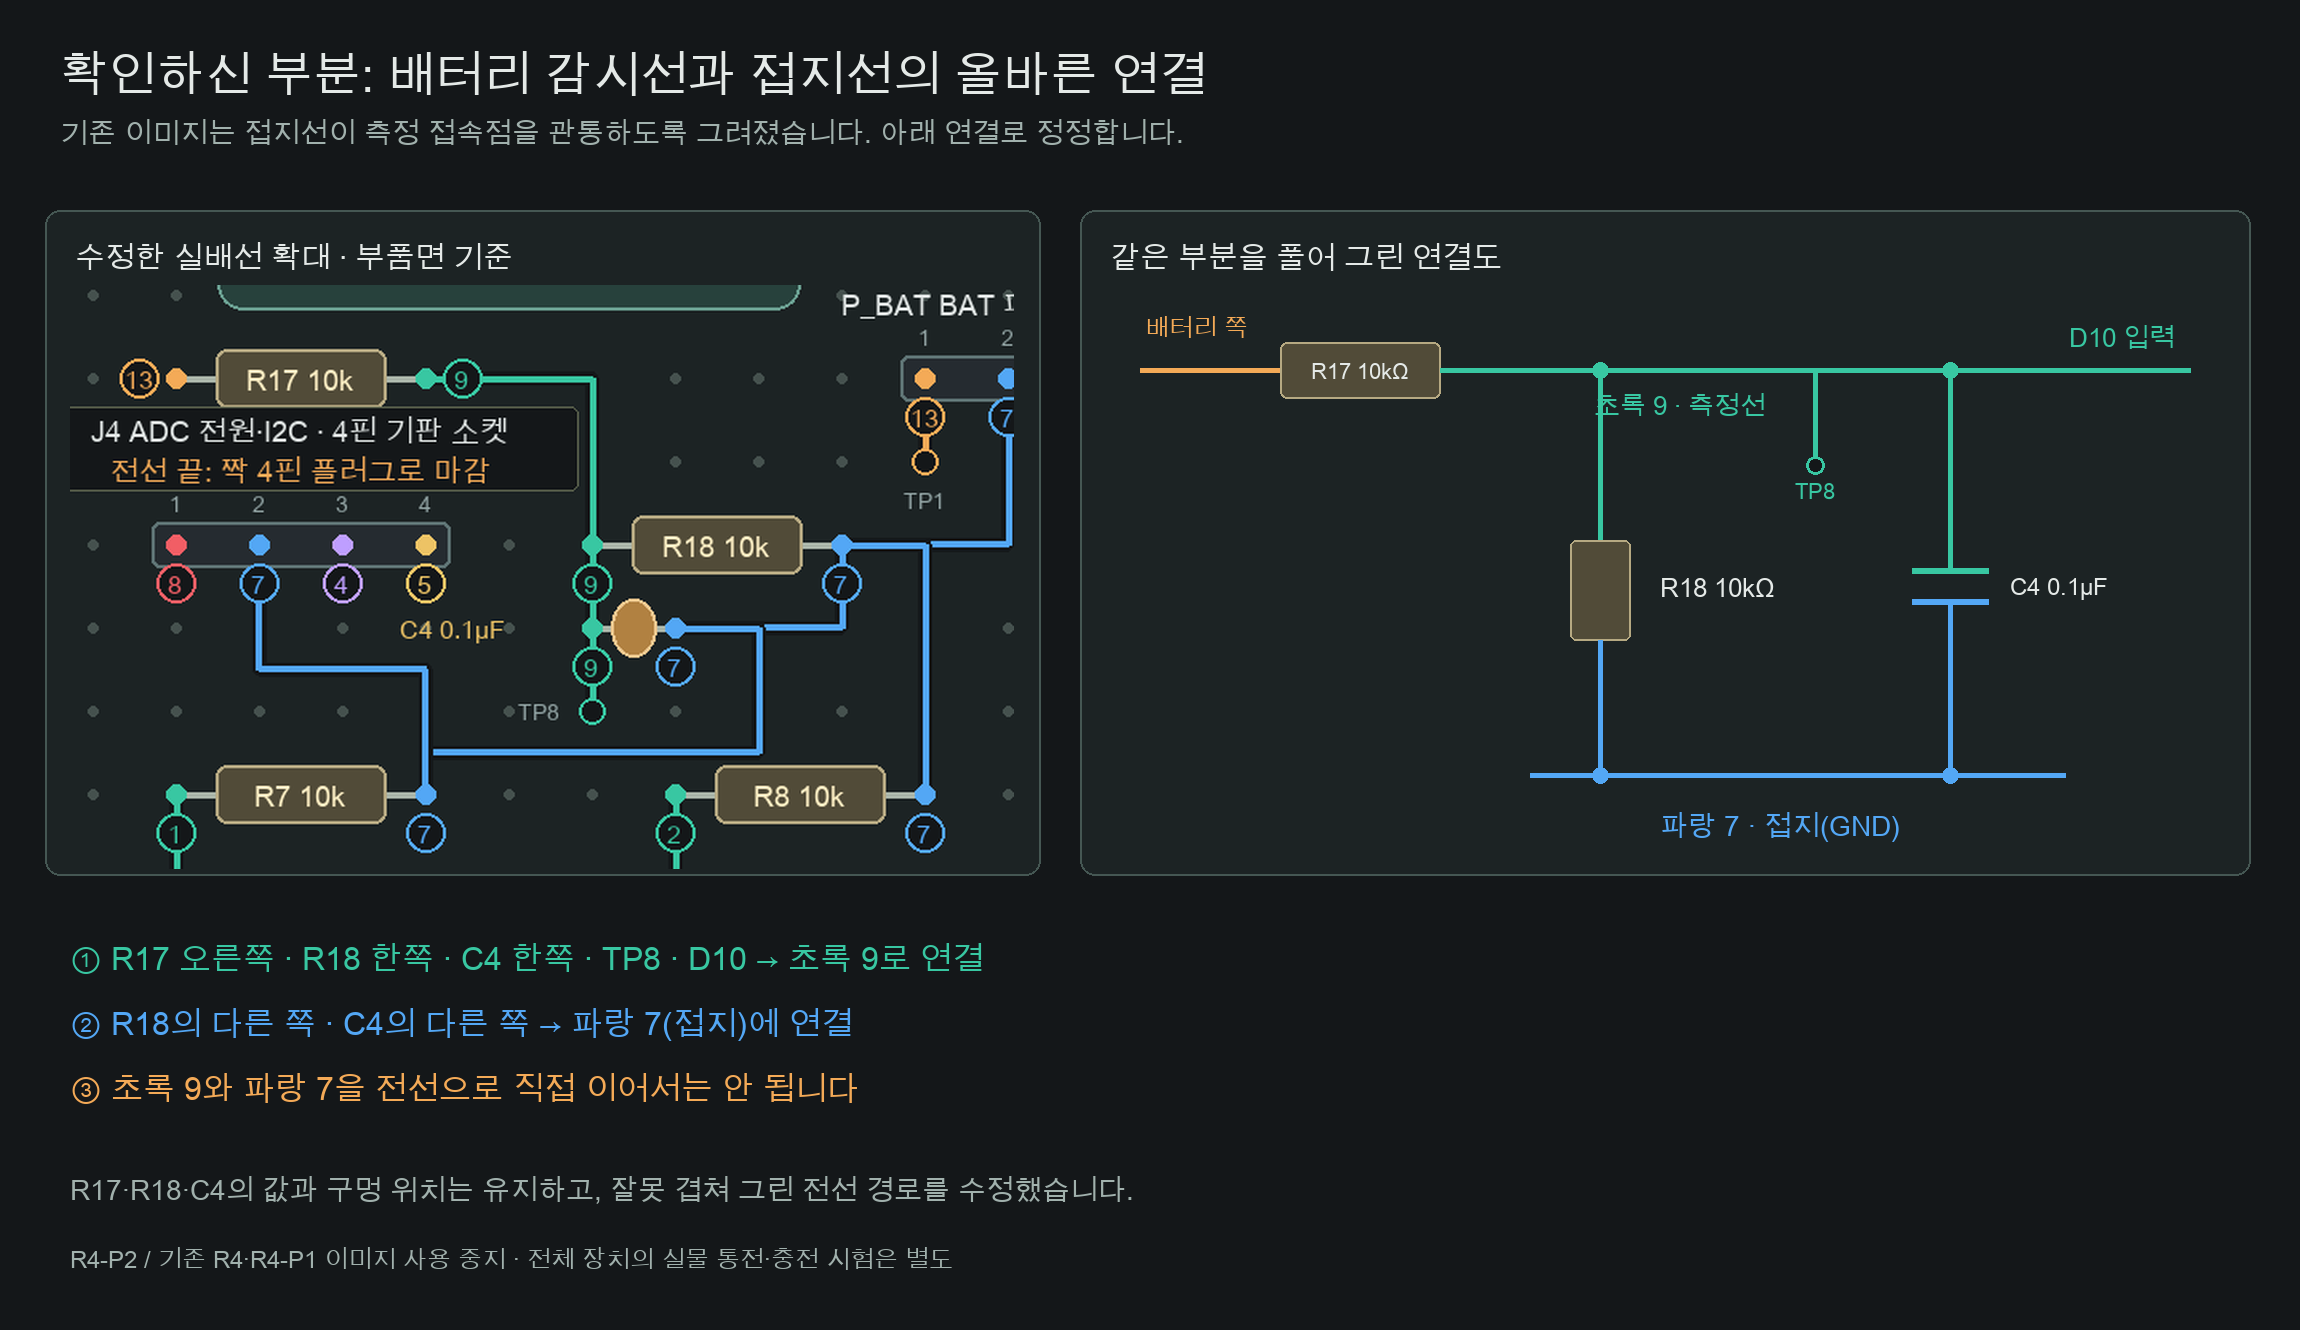 확인하신 부분: 배터리 감시선과 접지선의 올바른 연결
기존 이미지는 접지선이 측정 접속점을 관통하도록 그려졌습니다. 아래 연결로 정정합니다.
수정한 실배선 확대 · 부품면 기준
P_BAT BAT I
1 2
13
R17 10k
9
13
7
J4 ADC 전원·I2C · 4핀 기판 소켓
전선 끝: 짝 4핀 플러그로 마감
TP1
1 2 3 4
R18 10k
8 7 4 5
9
7
C4 0.1µF
9
7
TP8
R7 10k
R8 10k
1
7
2
7
같은 부분을 풀어 그린 연결도
배터리 쪽
D10 입력
R17 10kΩ
초록 9 · 측정선
TP8
R18 10kΩ
C4 0.1µF
파랑 7 · 접지(GND)
① R17 오른쪽 · R18 한쪽 · C4 한쪽 · TP8 · D10 → 초록 9로 연결
② R18의 다른 쪽 · C4의 다른 쪽 → 파랑 7(접지)에 연결
③ 초록 9와 파랑 7을 전선으로 직접 이어서는 안 됩니다
R17·R18·C4의 값과 구멍 위치는 유지하고, 잘못 겹쳐 그린 전선 경로를 수정했습니다.
R4-P2 / 기존 R4·R4-P1 이미지 사용 중지 · 전체 장치의 실물 통전·충전 시험은 별도